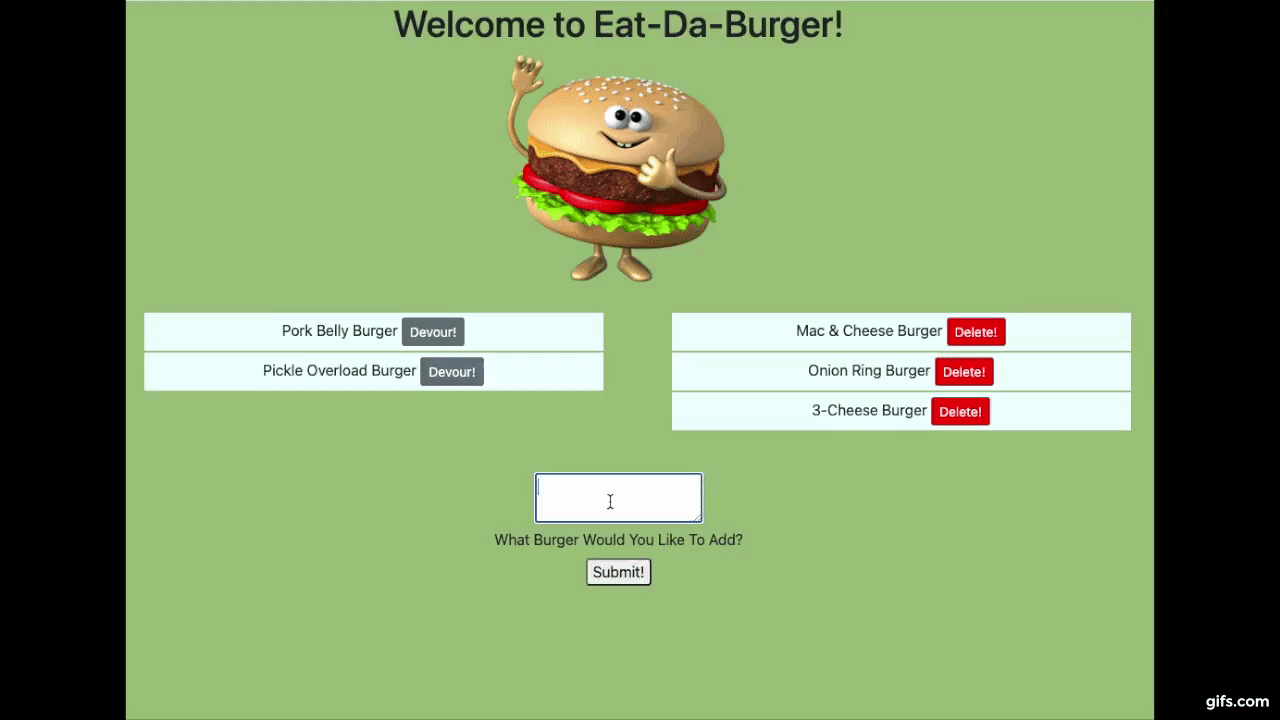 Welcome to Eat-Da-Burger!
Pork Belly Burger Devour!
Pickle Overload Burger Devour!
Mac & Cheese Burger Delete!
Onion Ring Burger Delete!
3-Cheese Burger Delete!
What Burger Would You Like To Add?
Submit!
gifs.com